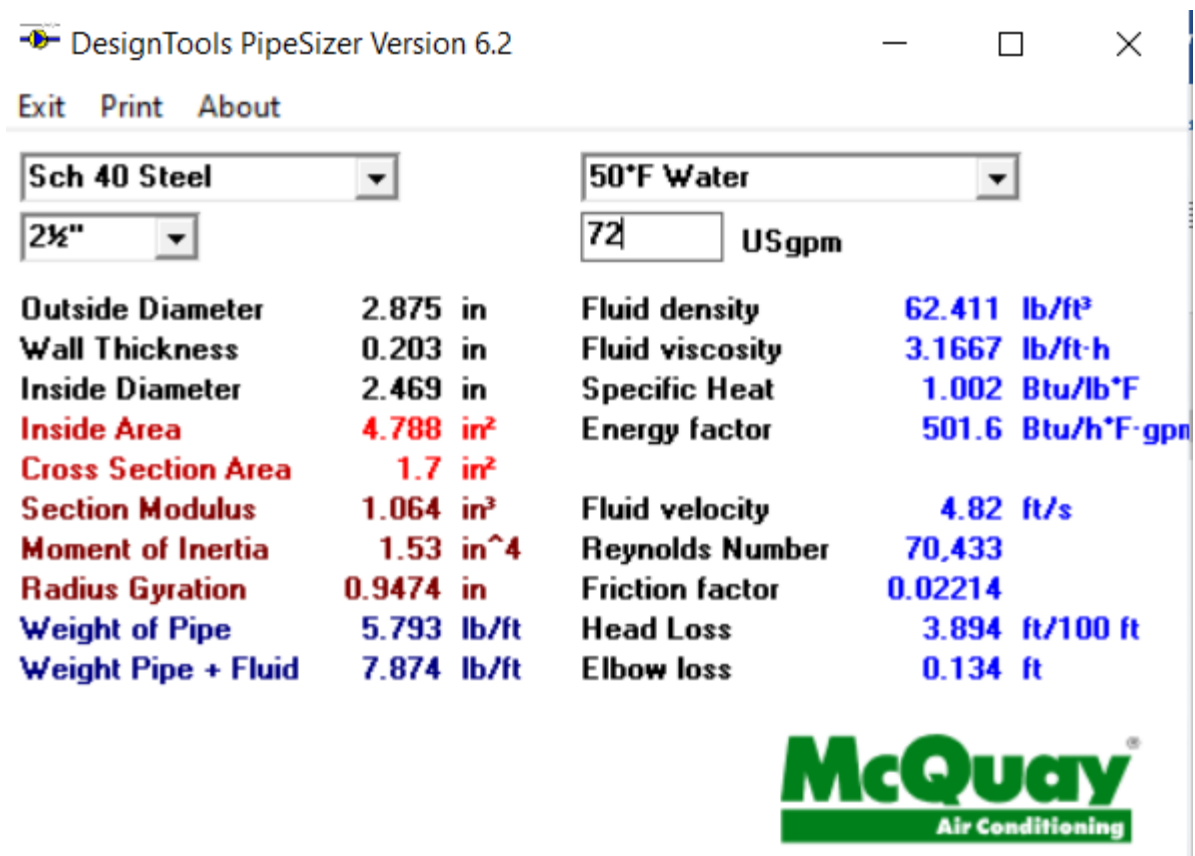 DesignTools PipeSizer Version 6.2
Exit Print About
Sch 40 Steel
50°F Water
2½"
72 USgpm
Outside Diameter 2.875 in
Fluid density 62.411 lb/ft³
Wall Thickness 0.203 in
Fluid viscosity 3.1667 lb/ft·h
Inside Diameter 2.469 in
Specific Heat 1.002 Btu/lb°F
Inside Area 4.788 in²
Energy factor 501.6 Btu/h°F·gpm
Cross Section Area 1.7 in²
Section Modulus 1.064 in³
Fluid velocity 4.82 ft/s
Moment of Inertia 1.53 in^4
Reynolds Number 70,433
Radius Gyration 0.9474 in
Friction factor 0.02214
Weight of Pipe 5.793 lb/ft
Head Loss 3.894 ft/100 ft
Weight Pipe + Fluid 7.874 lb/ft
Elbow loss 0.134 ft
McQuay®
Air Conditioning